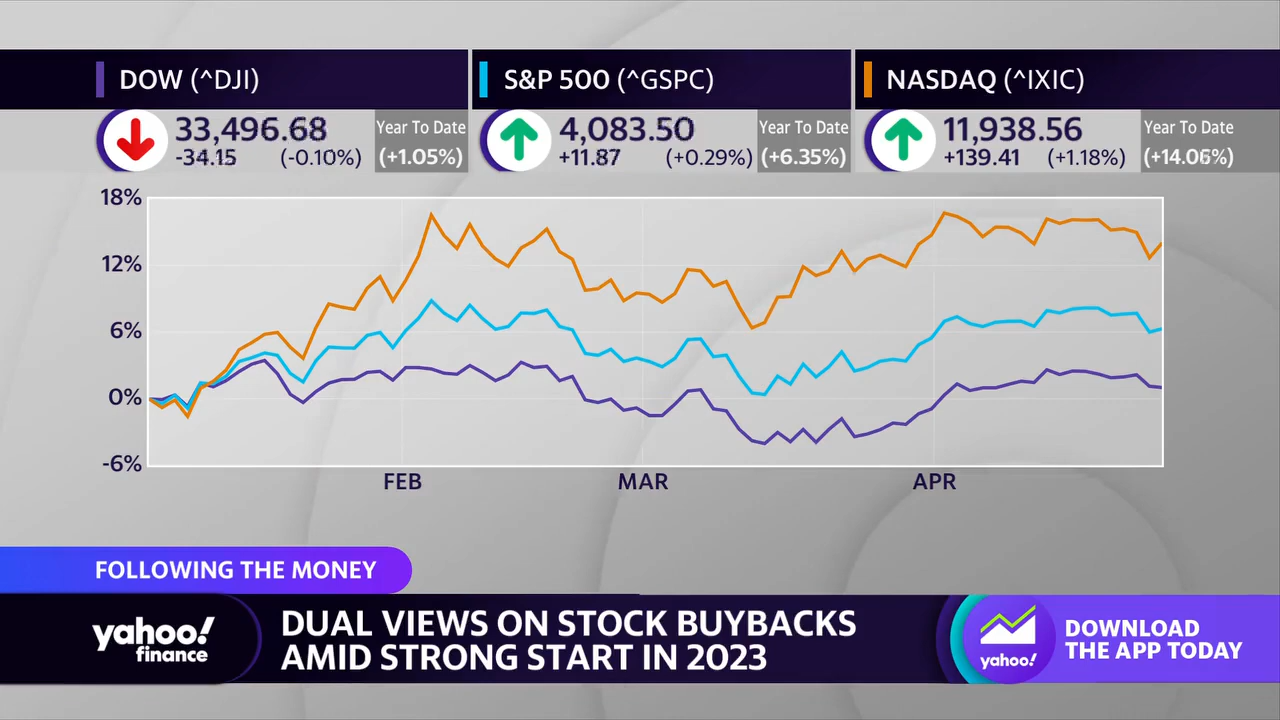 DOW (^DJI)
33,496.68
-34.15 (-0.10%)
Year To Date
(+1.05%)
S&P 500 (^GSPC)
4,083.50
+11.87 (+0.29%)
Year To Date
(+6.35%)
NASDAQ (^IXIC)
11,938.56
+139.41 (+1.18%)
Year To Date
(+14.06%)
18%
12%
6%
0%
-6%
FEB MAR APR
FOLLOWING THE MONEY
yahoo!
finance
DUAL VIEWS ON STOCK BUYBACKS
AMID STRONG START IN 2023
yahoo!
DOWNLOAD
THE APP TODAY